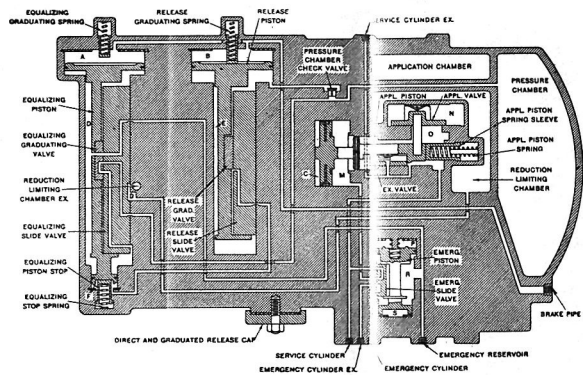 EQUALIZING
GRADUATING SPRING
RELEASE
GRADUATING SPRING
RELEASE
PISTON
SERVICE CYLINDER EX.
PRESSURE
CHAMBER
CHECK VALVE
APPLICATION CHAMBER
PRESSURE
CHAMBER
A
B
EQUALIZING
PISTON
D
E
APPL. PISTON
APPL. VALVE
N
O
APPL.
PISTON
SPRING
SLEEVE
APPL.
PISTON
SPRING
EQUALIZING
GRADUATING
VALVE
REDUCTION
LIMITING
CHAMBER EX.
C
M
EX. VALVE
REDUCTION
LIMITING
CHAMBER
RELEASE
GRAD.
VALVE
EQUALIZING
SLIDE VALVE
RELEASE
SLIDE
VALVE
EQUALIZING
PISTON STOP
F
EQUALIZING
STOP SPRING
EMERG.
PISTON
R
EMERG.
SLIDE
VALVE
S
BRAKE PIPE
DIRECT AND GRADUATED RELEASE CAP
SERVICE CYLINDER
EMERGENCY CYLINDER EX.
EMERGENCY RESERVOIR
EMERGENCY CYLINDER